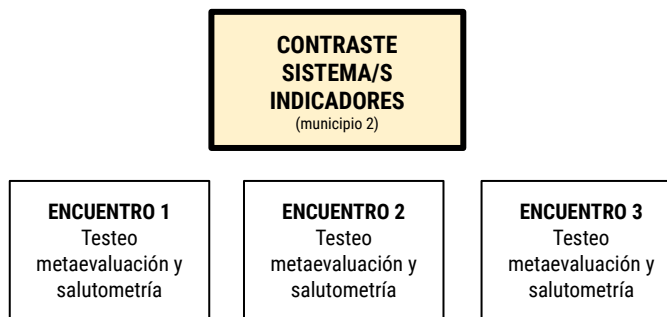 CONTRASTE
SISTEMA/S
INDICADORES
(municipio 2)
ENCUENTRO 1
Testeo
metaevaluación y
salutometría
ENCUENTRO 2
Testeo
metaevaluación y
salutometría
ENCUENTRO 3
Testeo
metaevaluación y
salutometría